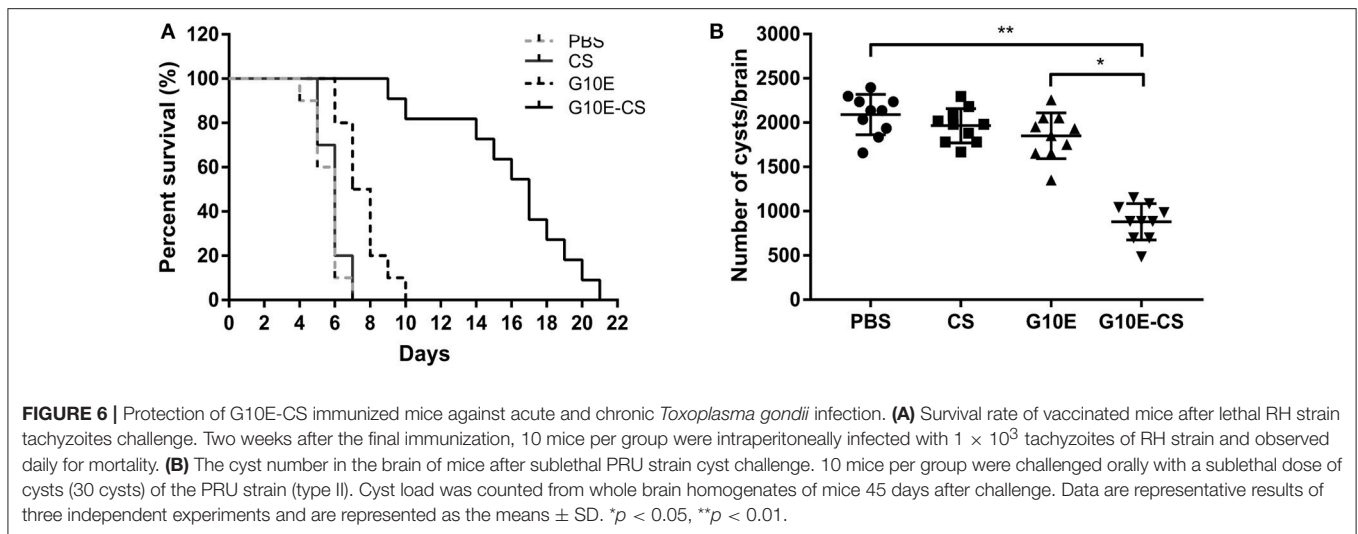 A
120
100
80
60
40
20
0
Percent survival (%)
0 2 4 6 8 10 12 14 16 18 20 22
Days
PBS
CS
G10E
G10E-CS
B
3000
2500
2000
1500
1000
500
0
Number of cysts/brain
**
*
PBS CS G10E G10E-CS
FIGURE 6 | Protection of G10E-CS immunized mice against acute and chronic Toxoplasma gondii infection. (A) Survival rate of vaccinated mice after lethal RH strain
tachyzoites challenge. Two weeks after the final immunization, 10 mice per group were intraperitoneally infected with 1 × 10³ tachyzoites of RH strain and observed
daily for mortality. (B) The cyst number in the brain of mice after sublethal PRU strain cyst challenge. 10 mice per group were challenged orally with a sublethal dose of
cysts (30 cysts) of the PRU strain (type II). Cyst load was counted from whole brain homogenates of mice 45 days after challenge. Data are representative results of
three independent experiments and are represented as the means ± SD. *p < 0.05, **p < 0.01.